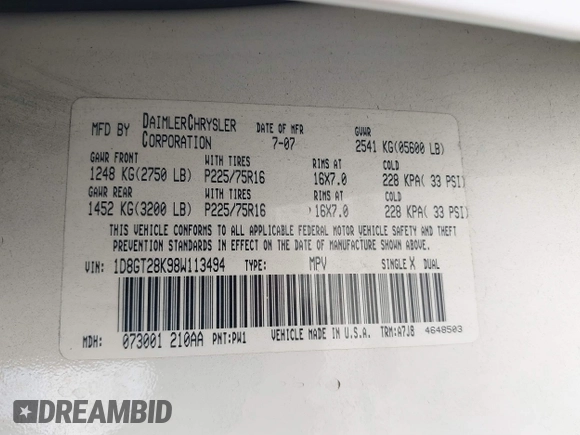 MFD BY DAIMLERCHRYSLER CORPORATION DATE OF MFR 7-07 GVWR 2541 KG(05600 LB)
GAWR FRONT WITH TIRES RIMS AT COLD
1248 KG(2750 LB) P225/75R16 16X7.0 228 KPA( 33 PSI)
GAWR REAR WITH TIRES RIMS AT COLD
1452 KG(3200 LB) P225/75R16 16X7.0 228 KPA( 33 PSI)
THIS VEHICLE CONFORMS TO ALL APPLICABLE FEDERAL MOTOR VEHICLE SAFETY AND THEFT
PREVENTION STANDARDS IN EFFECT ON THE DATE OF MANUFACTURE SHOWN ABOVE.
VIN: 1D8GT28K98W113494 TYPE: MPV SINGLE X DUAL
MDH: 073001 210AA PNT:PW1 VEHICLE MADE IN U.S.A. TRM:A7J8 4648503
DREAMBID